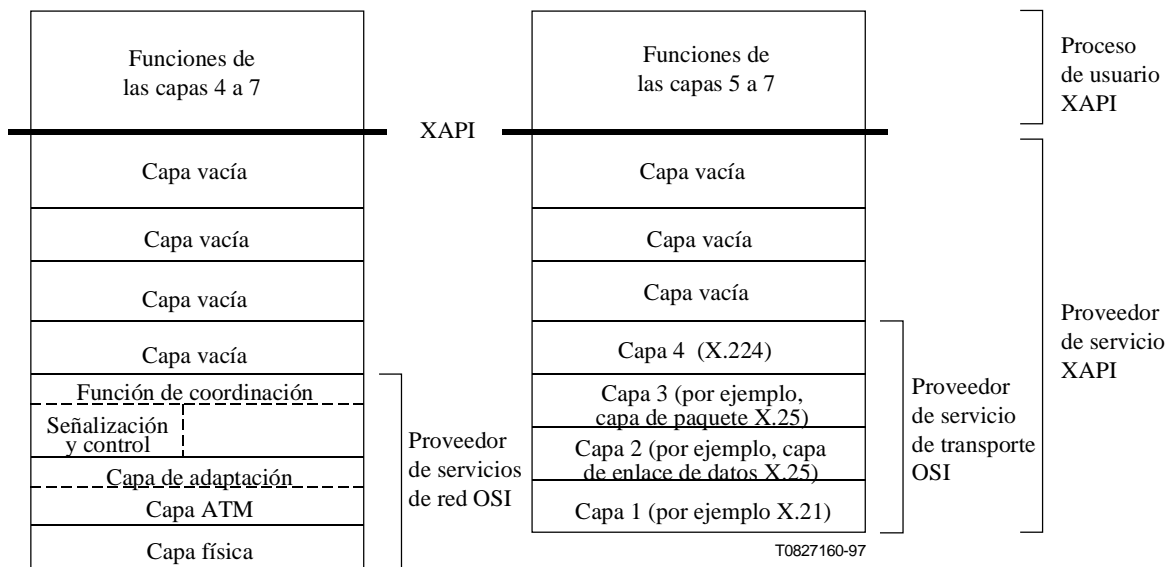 Funciones de
las capas 4 a 7
XAPI
Capa vacía
Capa vacía
Capa vacía
Capa vacía
Función de coordinación
Señalización
y control
Capa de adaptación
Capa ATM
Capa física
Proveedor
de servicios
de red OSI
Funciones de
las capas 5 a 7
Capa vacía
Capa vacía
Capa vacía
Capa 4 (X.224)
Capa 3 (por ejemplo,
capa de paquete X.25)
Capa 2 (por ejemplo, capa
de enlace de datos X.25)
Capa 1 (por ejemplo X.21)
Proveedor
de servicio
de transporte
OSI
Proceso
de usuario
XAPI
Proveedor
de servicio
XAPI
T0827160-97